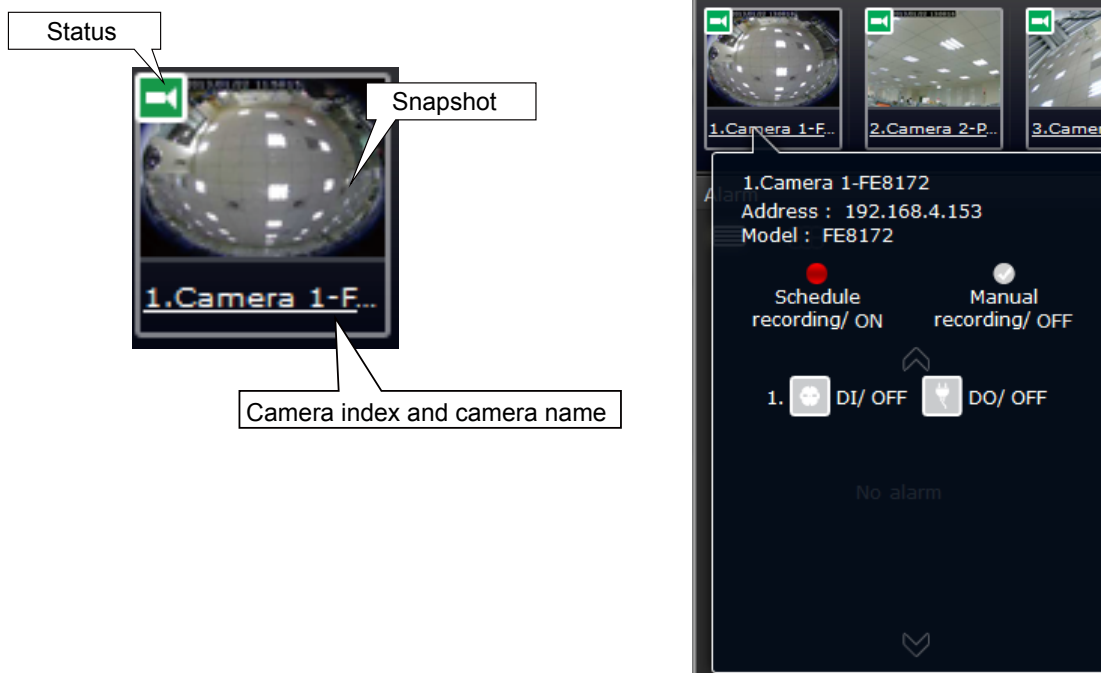 Status
Snapshot
1.Camera 1-F...
Camera index and camera name
1.Camera 1-F...
2.Camera 2-P...
3.Camer
Alarm
1.Camera 1-FE8172
Address : 192.168.4.153
Model : FE8172
Schedule
recording/ ON
Manual
recording/ OFF
1. DI/ OFF DO/ OFF
No alarm